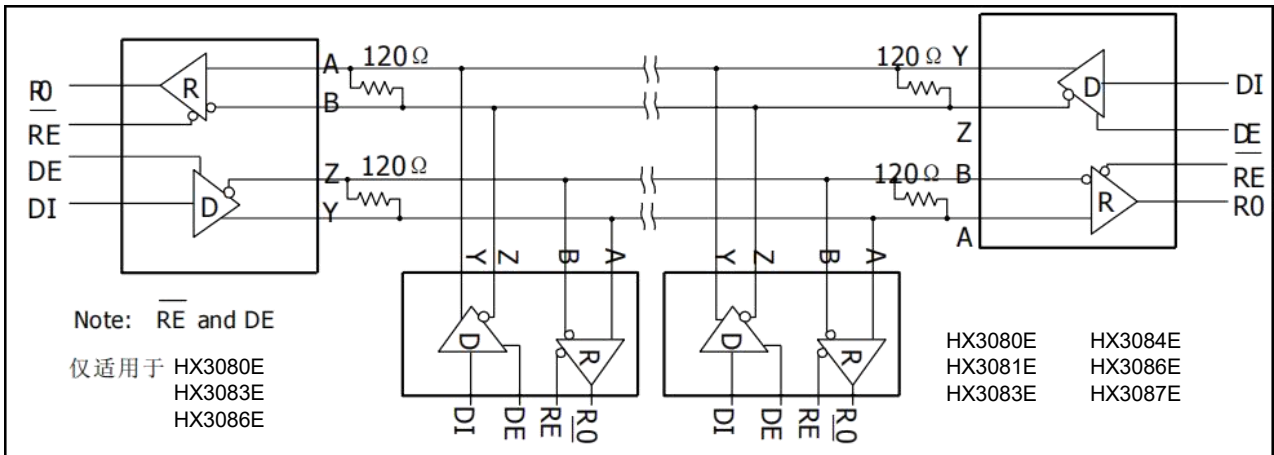 A 120Ω
B
R
R0
RE
DE
DI
D
Z 120Ω
Y
120Ω Y
Z
120Ω B
A
D
R
DI
DE
RE
R0
Y Z B A
D R
DI DE RE R0
Y Z B A
D R
DI DE RE R0
Note: RE and DE
仅适用于 HX3080E
HX3083E
HX3086E
HX3080E HX3084E
HX3081E HX3086E
HX3083E HX3087E